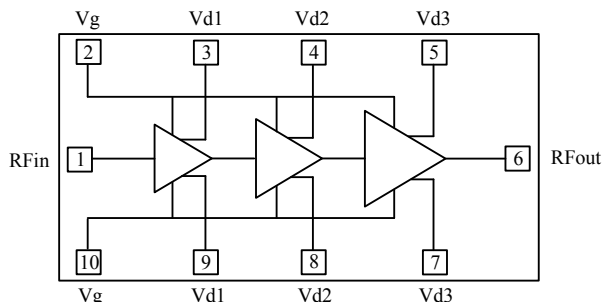 Vg Vd1 Vd2 Vd3
2 3 4 5
RFin 1 6 RFout
10 9 8 7
Vg Vd1 Vd2 Vd3